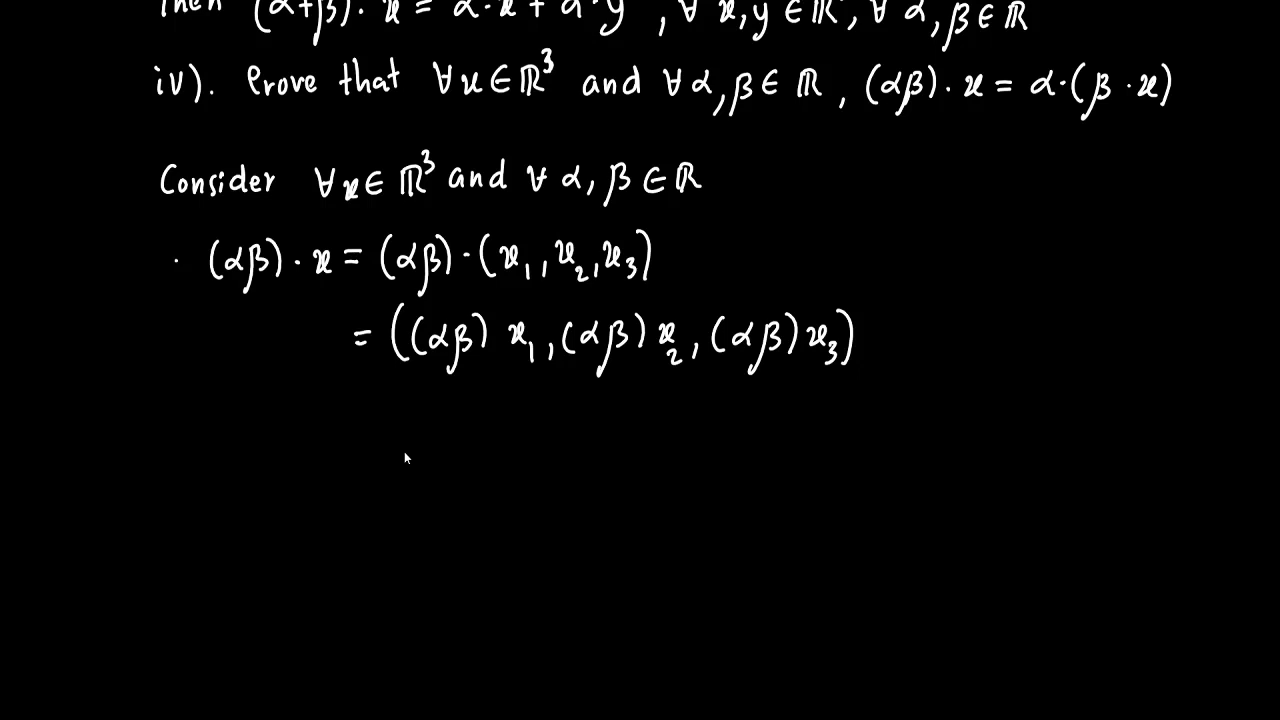 Then (α+β). x = α.x + α.y , ∀ x,y ∈ ℝ , ∀ α,β ∈ ℝ
iv). Prove that ∀x∈ℝ³ and ∀α,β∈ ℝ , (αβ).x = α.(β.x)
Consider ∀x∈ℝ³ and ∀ α,β∈ℝ
. (αβ).x = (αβ).(x₁,x₂,x₃)
= ((αβ) x₁,(αβ) x₂,(αβ)x₃)